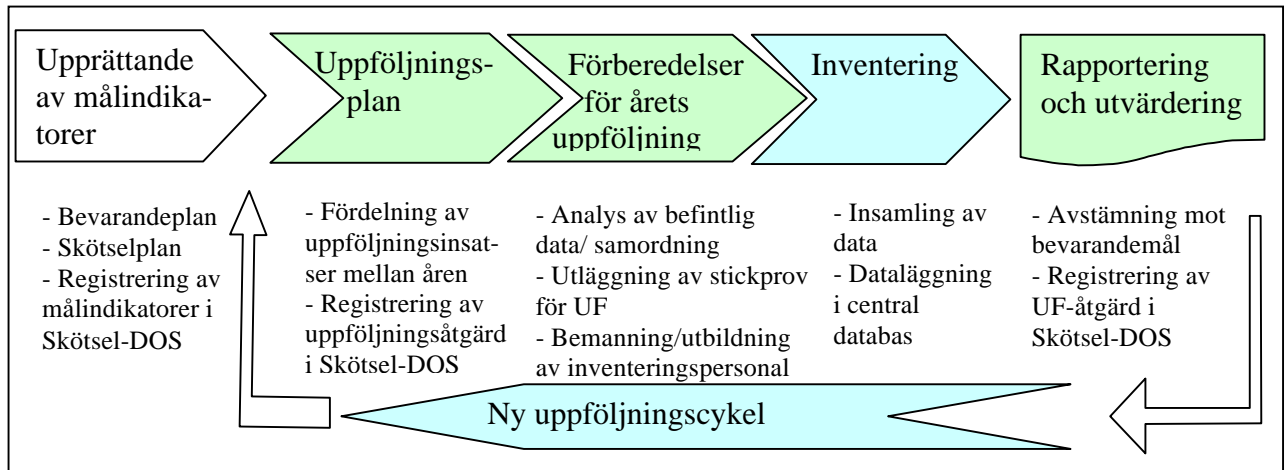 Upprättande
av målindika-
torer
Uppföljnings-
plan
Förberedelser
för årets
uppföljning
Inventering
Rapportering
och utvärdering
- Bevarandeplan
- Skötselplan
- Registrering av
målindikatorer i
Skötsel-DOS
- Fördelning av
uppföljningsinsat-
ser mellan åren
- Registrering av
uppföljningsåtgärd
i Skötsel-DOS
- Analys av befintlig
data/ samordning
- Utläggning av stickprov
för UF
- Bemanning/utbildning
av inventeringspersonal
- Insamling av
data
- Dataläggning
i central
databas
- Avstämning mot
bevarandemål
- Registrering av
UF-åtgärd i
Skötsel-DOS
Ny uppföljningscykel